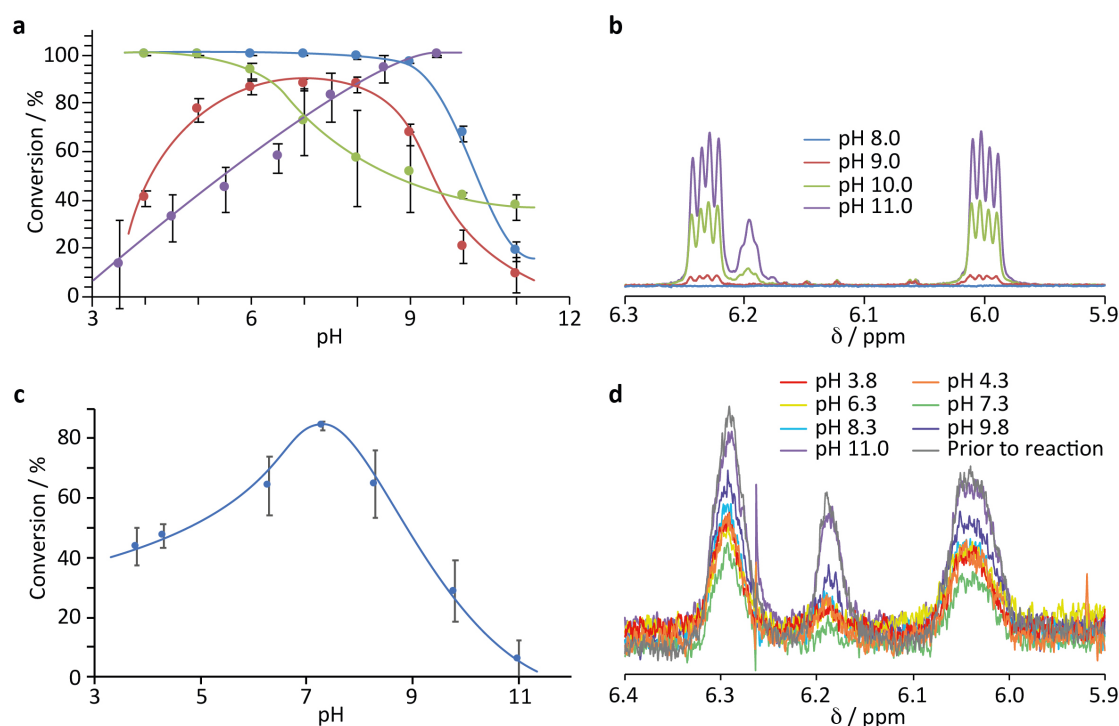 a
Conversion / %
100
80
60
40
20
0
3 6 9 12
pH
b
pH 8.0
pH 9.0
pH 10.0
pH 11.0
6.3 6.2 6.1 6.0 5.9
δ / ppm
c
Conversion / %
80
60
40
20
0
3 5 7 9 11
pH
d
pH 3.8 pH 4.3
pH 6.3 pH 7.3
pH 8.3 pH 9.8
pH 11.0 Prior to reaction
6.4 6.3 6.2 6.1 6.0 5.9
δ / ppm